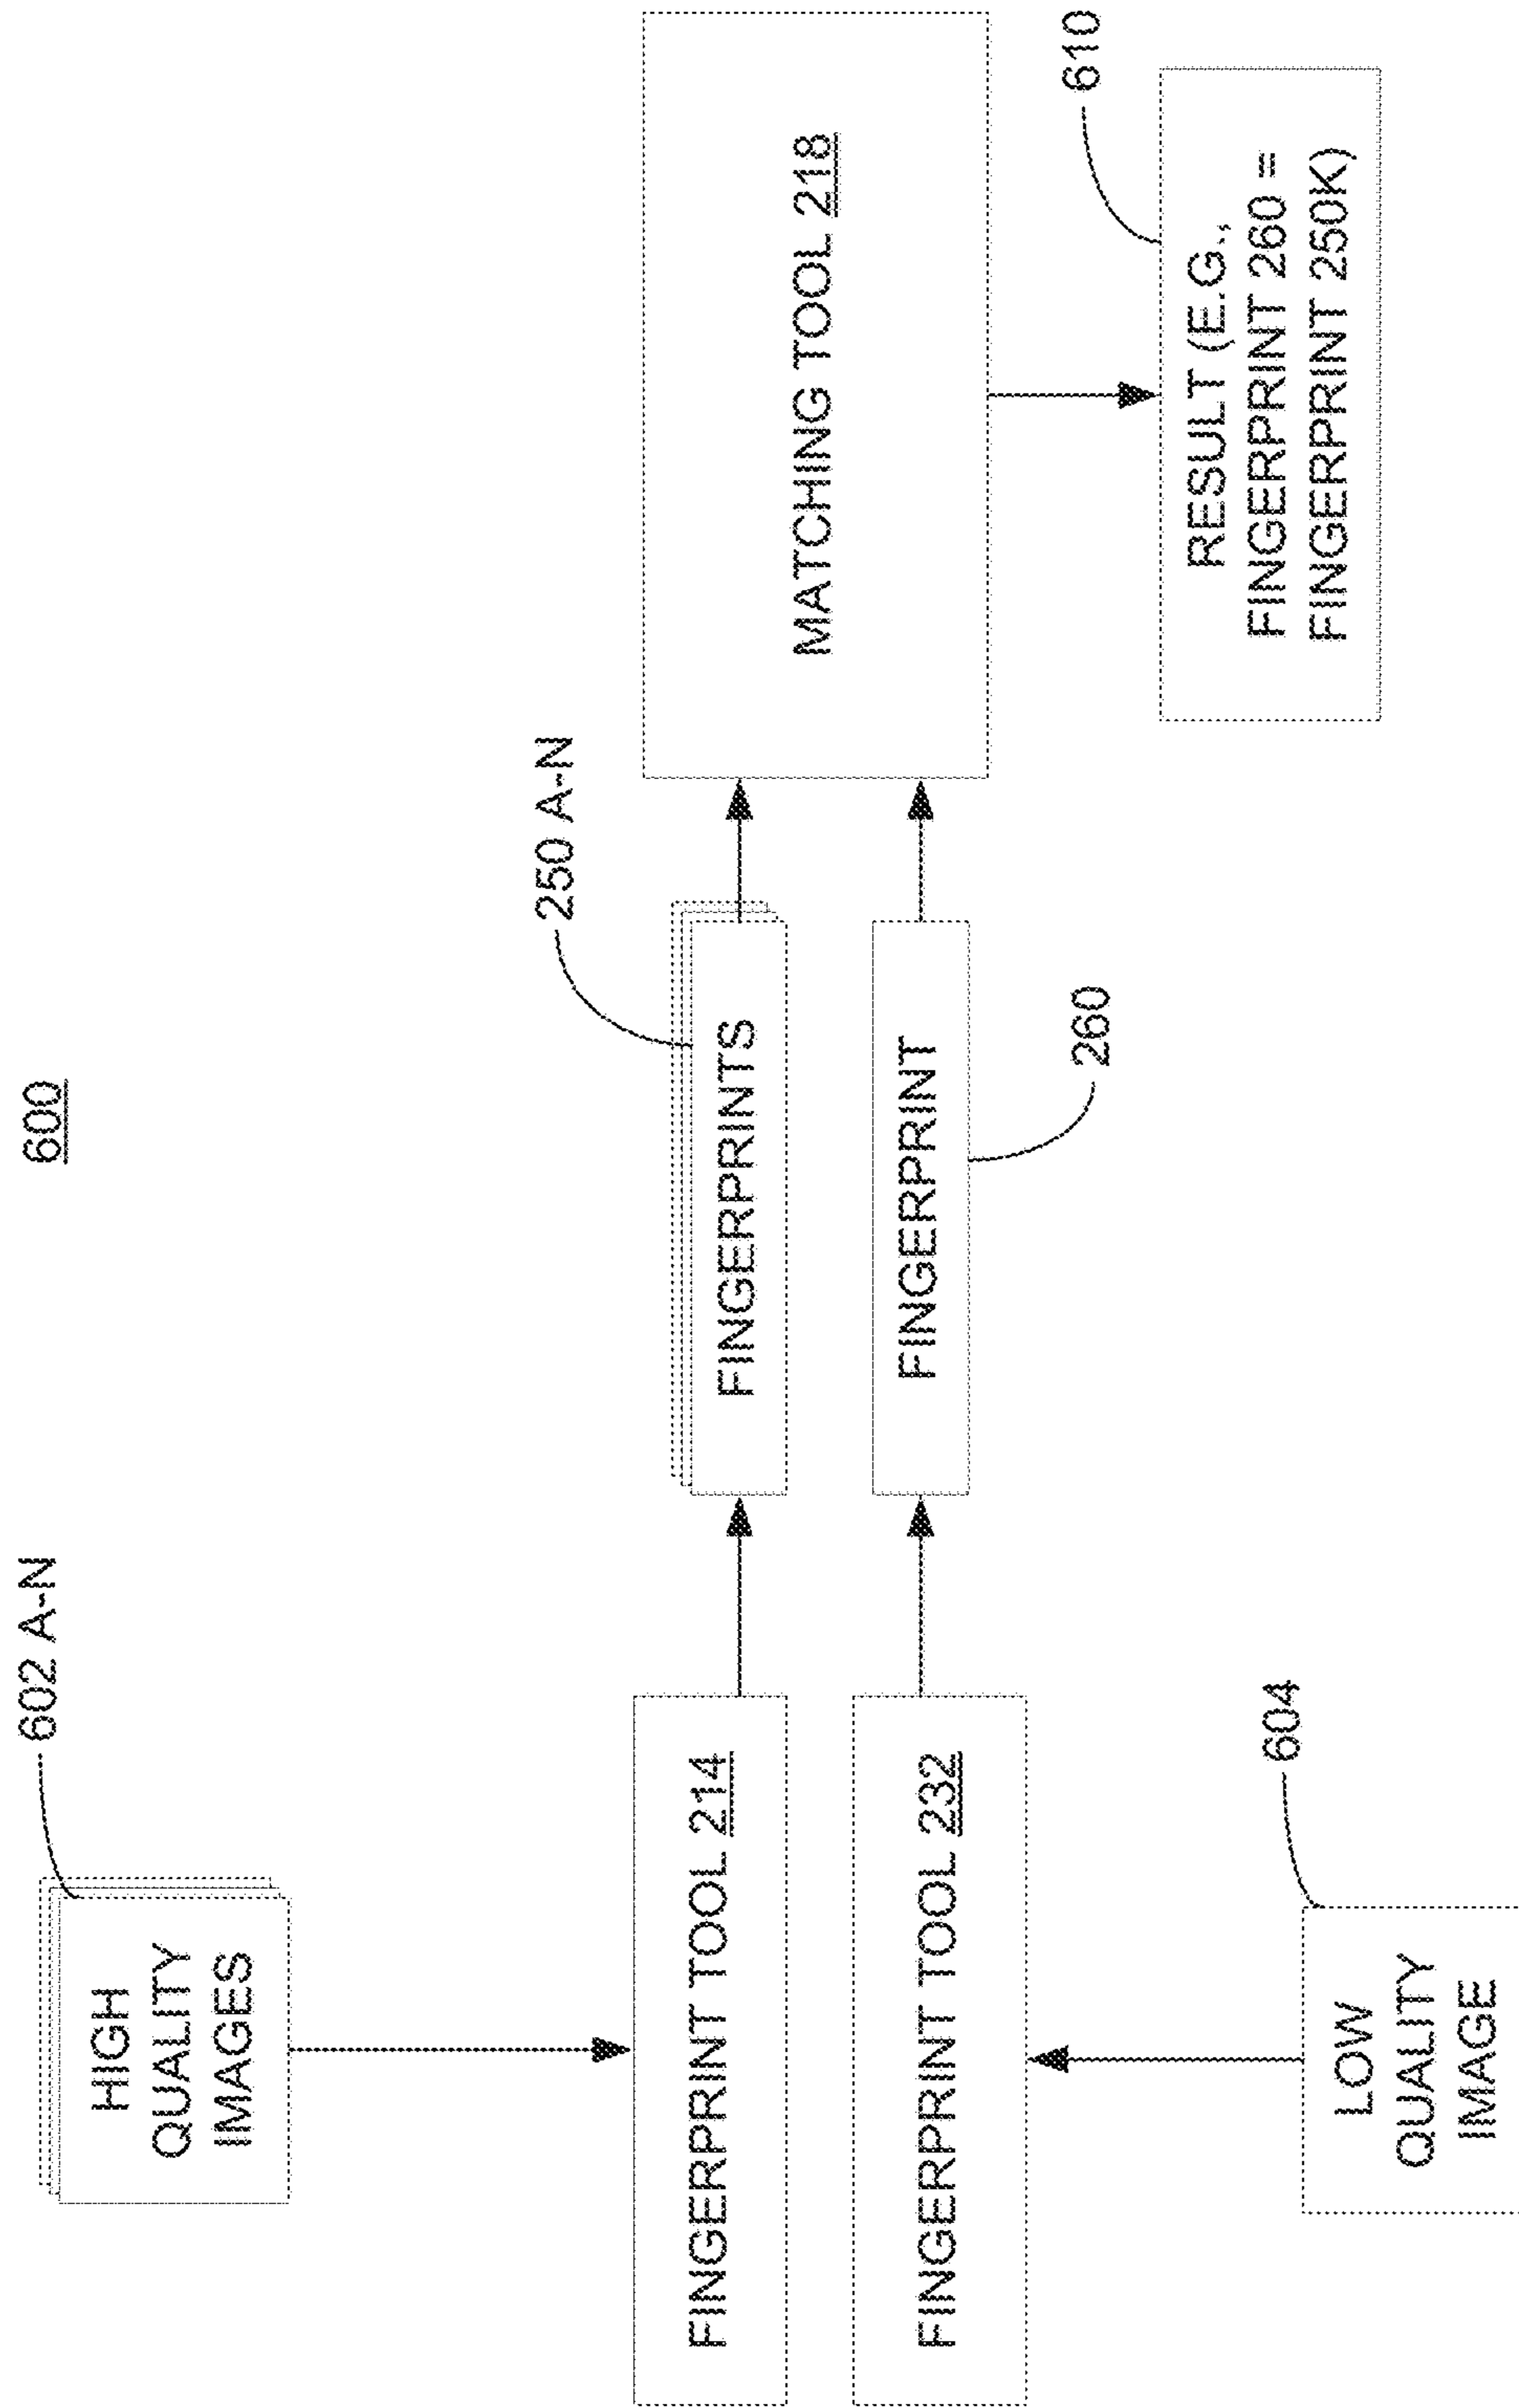 600
602 A-N
HIGH
QUALITY
IMAGES
FINGERPRINT TOOL 214
FINGERPRINT TOOL 232
604
LOW
QUALITY
IMAGE
250 A-N
FINGERPRINTS
FINGERPRINT
260
MATCHING TOOL 218
610
RESULT (E.G.,
FINGERPRINT 260 =
FINGERPRINT 250K)